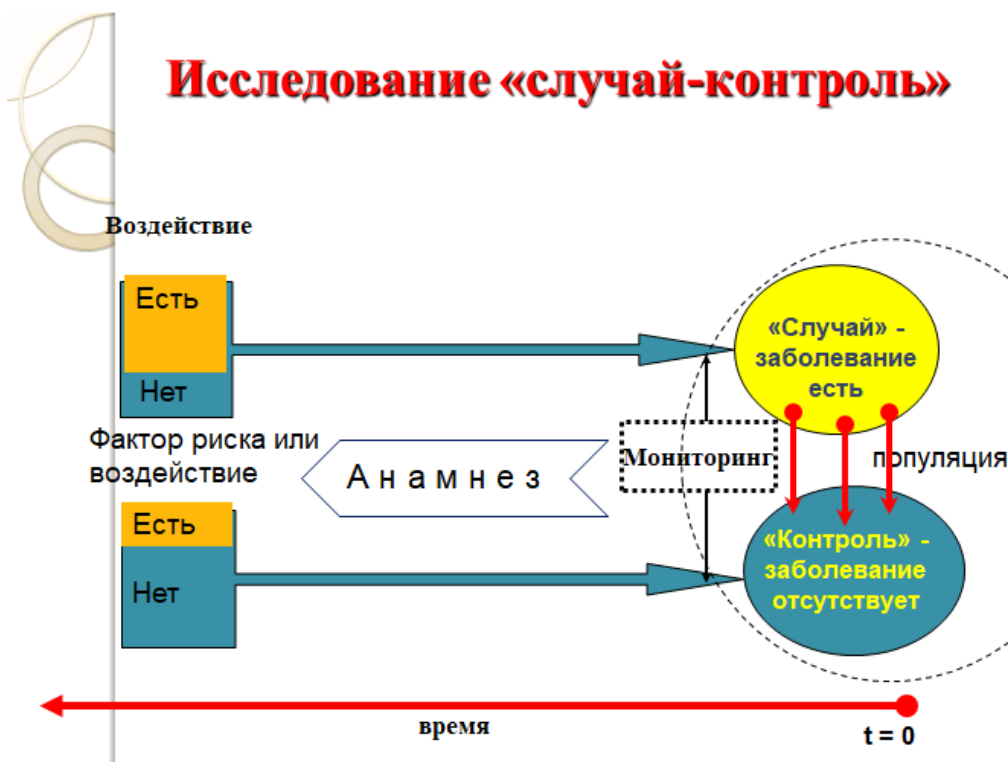 Исследование «случай-контроль»
Воздействие
Есть
Нет
«Случай» -
заболевание
есть
Фактор риска или
воздействие
Анамнез
Мониторинг
популяция
Есть
Нет
«Контроль» -
заболевание
отсутствует
время
t = 0